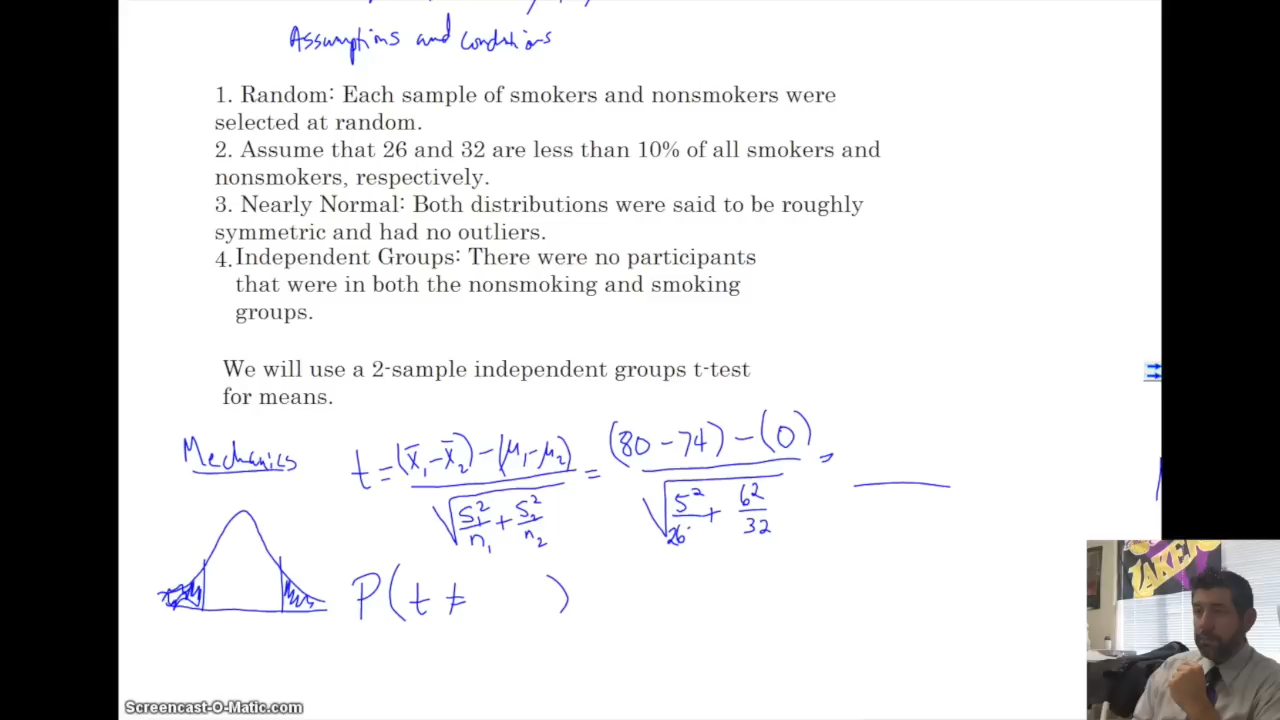 Assumptions and conditions
1. Random: Each sample of smokers and nonsmokers were
selected at random.
2. Assume that 26 and 32 are less than 10% of all smokers and
nonsmokers, respectively.
3. Nearly Normal: Both distributions were said to be roughly
symmetric and had no outliers.
4. Independent Groups: There were no participants
that were in both the nonsmoking and smoking
groups.
We will use a 2-sample independent groups t-test
for means.
Mechanics
t = (x̄₁ − x̄₂) − (μ₁ − μ₂) / √(S₁²/n₁ + S₂²/n₂) = (80 − 74) − (0) / √(5²/26 + 6²/32) =
P(t ≠ )
LAKERS
Screencast-O-Matic.com